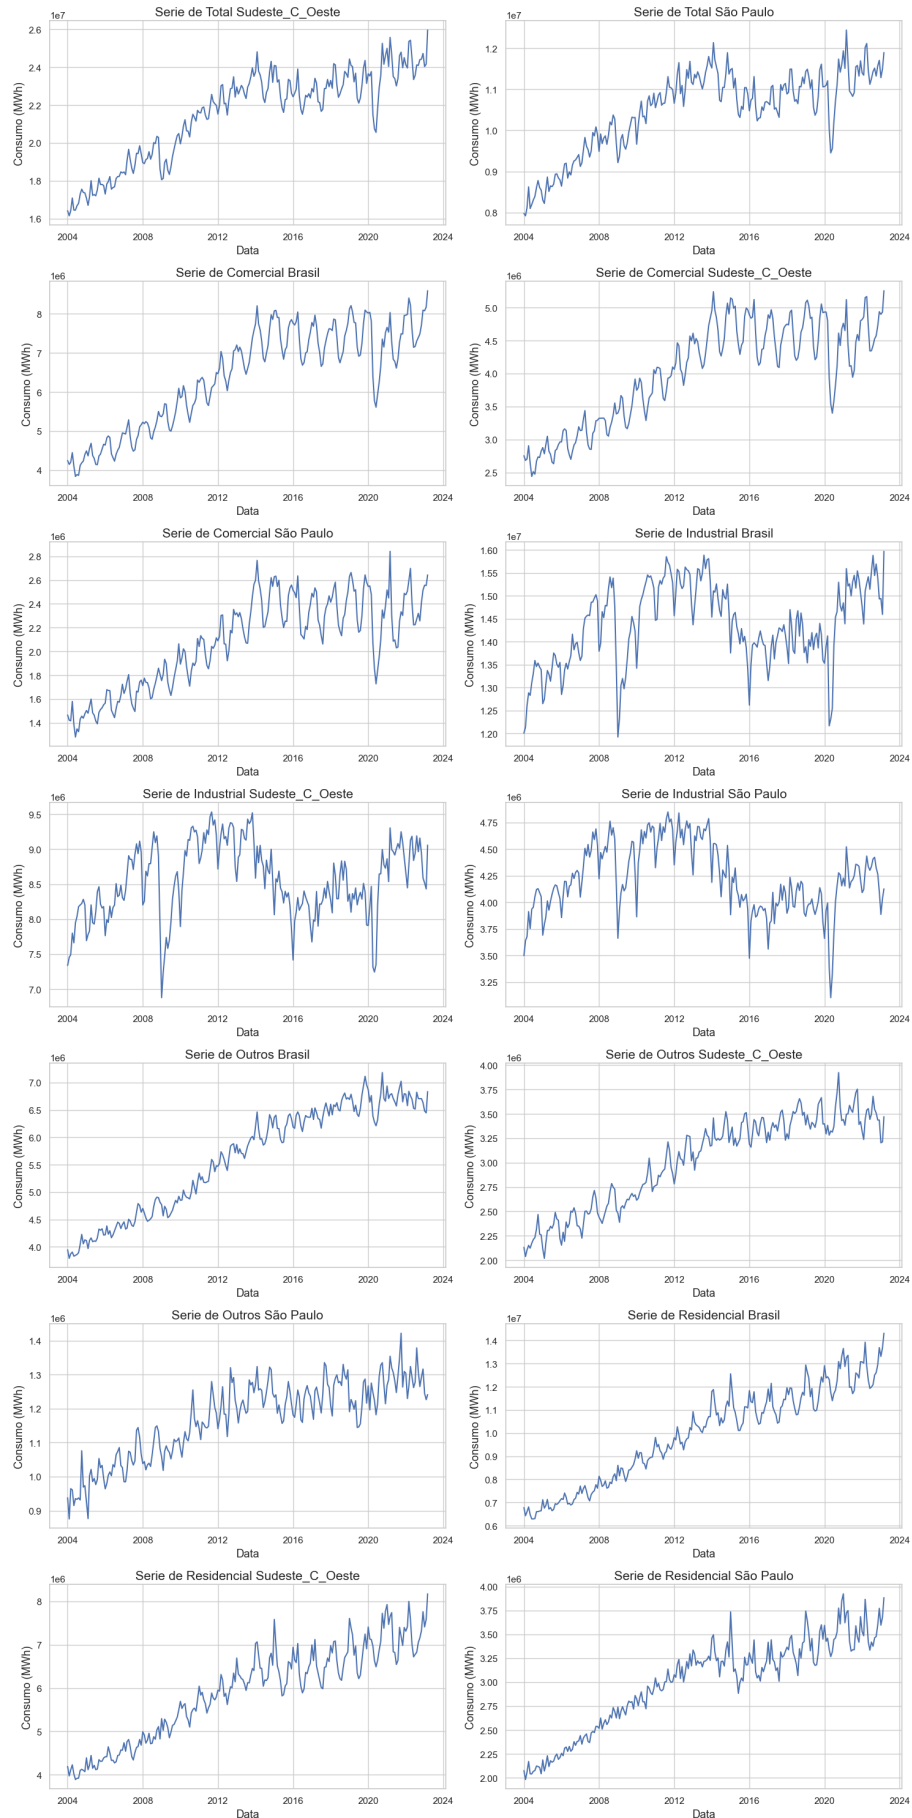 Serie de Total Sudeste_C_Oeste
1e7
2.6
2.4
2.2
2.0
1.8
1.6
Consumo (MWh)
2004 2008 2012 2016 2020 2024
Data
Serie de Total São Paulo
1e7
1.2
1.1
1.0
0.9
0.8
Consumo (MWh)
2004 2008 2012 2016 2020 2024
Data
Serie de Comercial Brasil
1e6
8
7
6
5
4
Consumo (MWh)
2004 2008 2012 2016 2020 2024
Data
Serie de Comercial Sudeste_C_Oeste
1e6
5.0
4.5
4.0
3.5
3.0
2.5
Consumo (MWh)
2004 2008 2012 2016 2020 2024
Data
Serie de Comercial São Paulo
1e6
2.8
2.6
2.4
2.2
2.0
1.8
1.6
1.4
Consumo (MWh)
2004 2008 2012 2016 2020 2024
Data
Serie de Industrial Brasil
1e7
1.60
1.55
1.50
1.45
1.40
1.35
1.30
1.25
1.20
Consumo (MWh)
2004 2008 2012 2016 2020 2024
Data
Serie de Industrial Sudeste_C_Oeste
1e6
9.5
9.0
8.5
8.0
7.5
7.0
Consumo (MWh)
2004 2008 2012 2016 2020 2024
Data
Serie de Industrial São Paulo
1e6
4.75
4.50
4.25
4.00
3.75
3.50
3.25
Consumo (MWh)
2004 2008 2012 2016 2020 2024
Data
Serie de Outros Brasil
1e6
7.0
6.5
6.0
5.5
5.0
4.5
4.0
Consumo (MWh)
2004 2008 2012 2016 2020 2024
Data
Serie de Outros Sudeste_C_Oeste
1e6
4.00
3.75
3.50
3.25
3.00
2.75
2.50
2.25
2.00
Consumo (MWh)
2004 2008 2012 2016 2020 2024
Data
Serie de Outros São Paulo
1e6
1.4
1.3
1.2
1.1
1.0
0.9
Consumo (MWh)
2004 2008 2012 2016 2020 2024
Data
Serie de Residencial Brasil
1e7
1.4
1.3
1.2
1.1
1.0
0.9
0.8
0.7
0.6
Consumo (MWh)
2004 2008 2012 2016 2020 2024
Data
Serie de Residencial Sudeste_C_Oeste
1e6
8
7
6
5
4
Consumo (MWh)
2004 2008 2012 2016 2020 2024
Data
Serie de Residencial São Paulo
1e6
4.00
3.75
3.50
3.25
3.00
2.75
2.50
2.25
2.00
Consumo (MWh)
2004 2008 2012 2016 2020 2024
Data